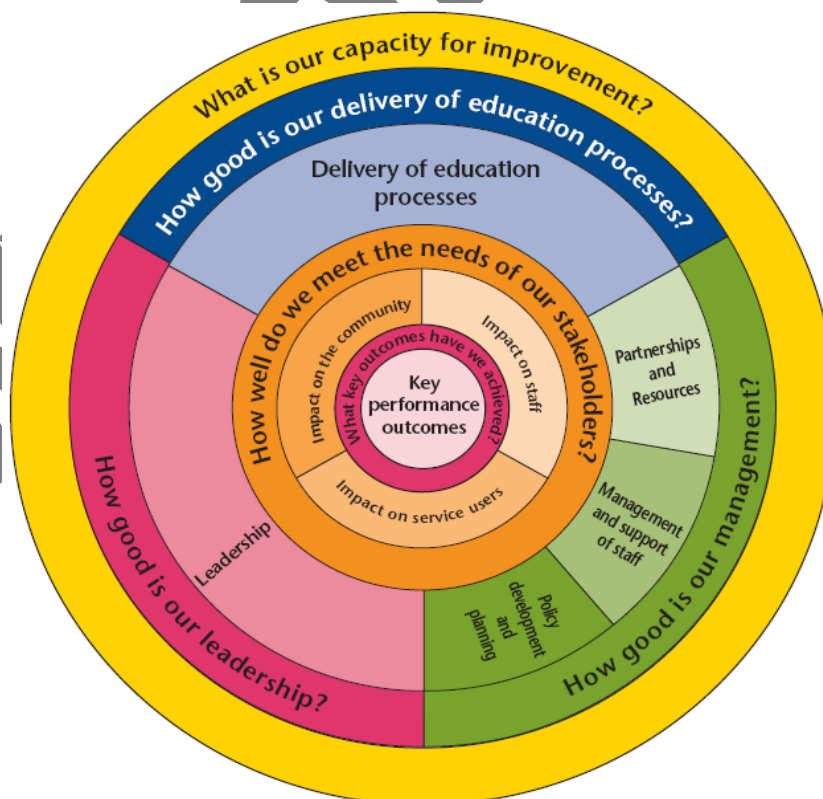 What is our capacity for improvement?
How good is our delivery of education processes?
Delivery of education
processes
How well do we meet the needs of our stakeholders?
Impact on the community
Impact on staff
What key outcomes have we achieved?
Key
performance
outcomes
Impact on service users
Partnerships
and
Resources
Management
and support
of staff
Policy
development
and
planning
How good is our management?
Leadership
How good is our leadership?